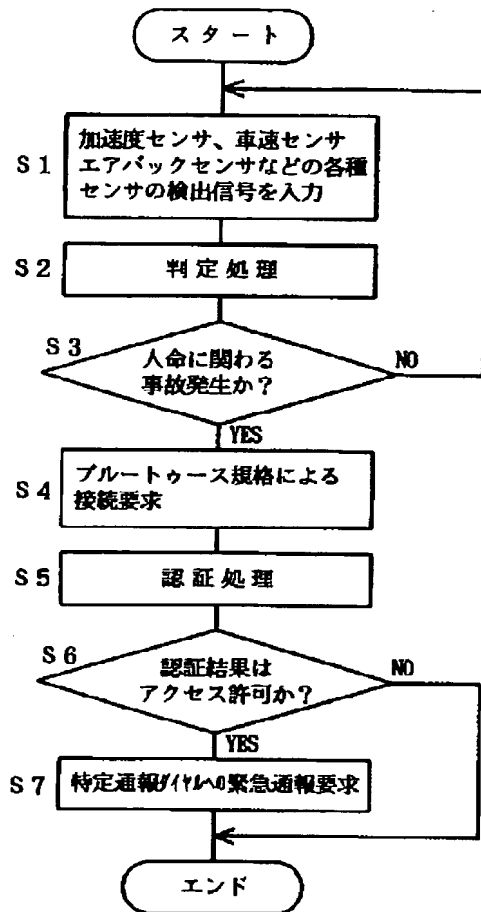 スタート
S1
加速度センサ、車速センサ
エアバックセンサなどの各種
センサの検出信号を入力
S2
判定処理
S3
人命に関わる
事故発生か?
NO
YES
S4
ブルートゥース規格による
接続要求
S5
認証処理
S6
認証結果は
アクセス許可か?
NO
YES
S7
特定通報ダイヤルへの緊急通報要求
エンド